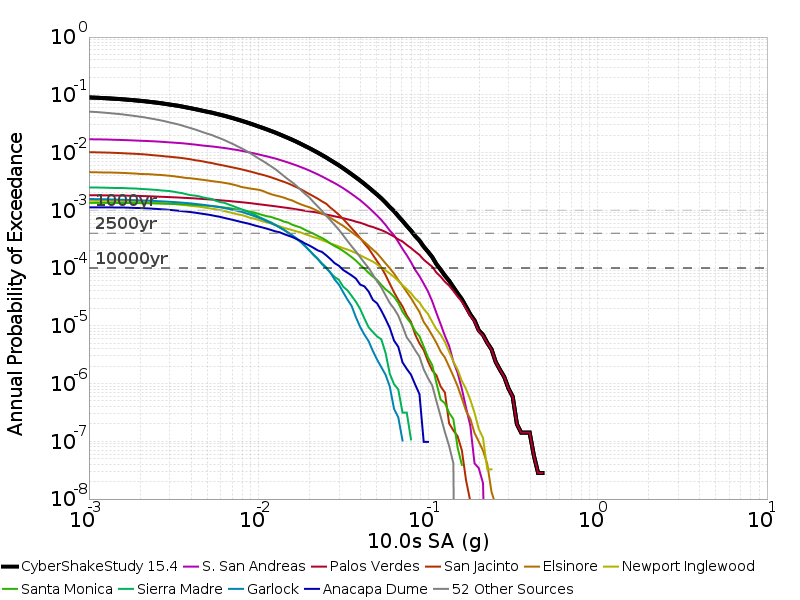 10^0
10^-1
10^-2
10^-3
10^-4
10^-5
10^-6
10^-7
10^-8
Annual Probability of Exceedance
1000yr
2500yr
10000yr
10^-3 10^-2 10^-1 10^0 10^1
10.0s SA (g)
CyberShakeStudy 15.4 S. San Andreas Palos Verdes San Jacinto Elsinore Newport Inglewood
Santa Monica Sierra Madre Garlock Anacapa Dume 52 Other Sources